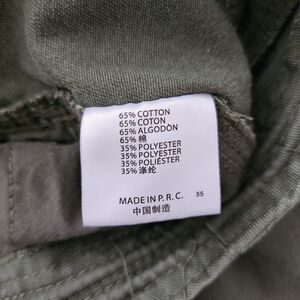 65% COTTON
65% COTON
65% ALGODÓN
65% 棉
35% POLYESTER
35% POLYESTER
35% POLIÉSTER
35% 涤纶
MADE IN P. R. C. 55
中国制造